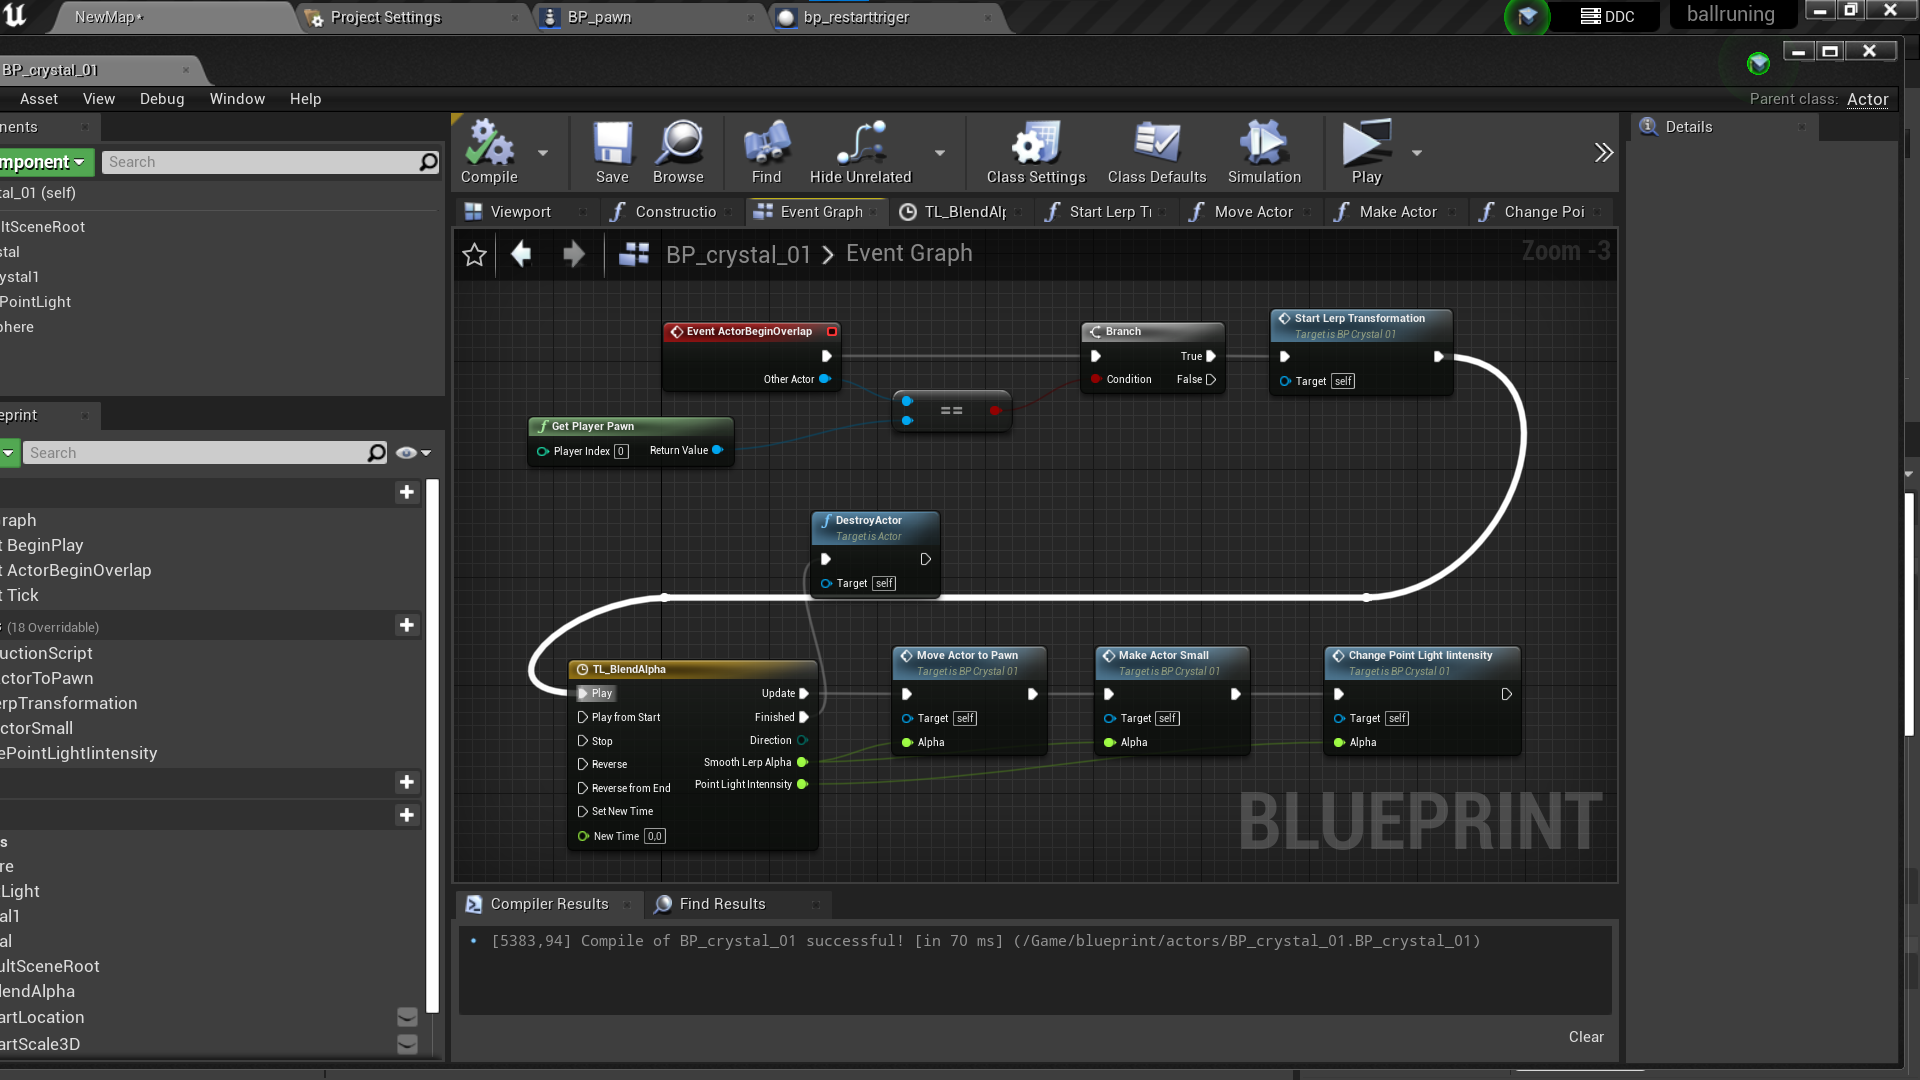 NewMap*
Project Settings
BP_pawn
bp_restarttriger
DDC
ballruning
BP_crystal_01
Asset
View
Debug
Window
Help
Parent class: Actor
nents
mponent
Search
tal_01 (self)
ltSceneRoot
stal
ystal1
PointLight
phere
eprint
Search
raph
t BeginPlay
t ActorBeginOverlap
t Tick
s (18 Overridable)
uctionScript
ctorToPawn
erpTransformation
ctorSmall
ePointLightIintensity
s
re
Light
al1
al
ultSceneRoot
lendAlpha
artLocation
artScale3D
Compile
Save
Browse
Find
Hide Unrelated
Class Settings
Class Defaults
Simulation
Play
Viewport
Constructio
Event Graph
TL_BlendAlp
Start Lerp Ti
Move Actor
Make Actor
Change Poi
BP_crystal_01 > Event Graph
Zoom -3
Event ActorBeginOverlap
Other Actor
Get Player Pawn
Player Index 0
Return Value
==
Branch
True
Condition
False
Start Lerp Transformation
Target is BP Crystal 01
Target self
DestroyActor
Target is Actor
Target self
TL_BlendAlpha
Play
Update
Play from Start
Finished
Stop
Direction
Reverse
Smooth Lerp Alpha
Reverse from End
Point Light Intennsity
Set New Time
New Time 0,0
Move Actor to Pawn
Target is BP Crystal 01
Target self
Alpha
Make Actor Small
Target is BP Crystal 01
Target self
Alpha
Change Point Light Iintensity
Target is BP Crystal 01
Target self
Alpha
BLUEPRINT
Compiler Results
Find Results
[5383,94] Compile of BP_crystal_01 successful! [in 70 ms] (/Game/blueprint/actors/BP_crystal_01.BP_crystal_01)
Clear
Details